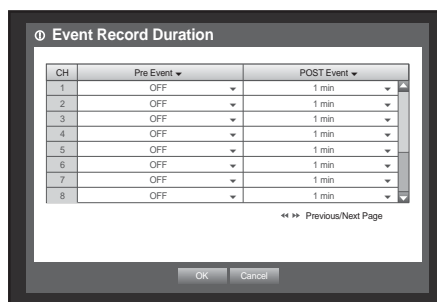 Event Record Duration
CH Pre Event POST Event
1 OFF 1 min
2 OFF 1 min
3 OFF 1 min
4 OFF 1 min
5 OFF 1 min
6 OFF 1 min
7 OFF 1 min
8 OFF 1 min
Previous/Next Page
OK Cancel